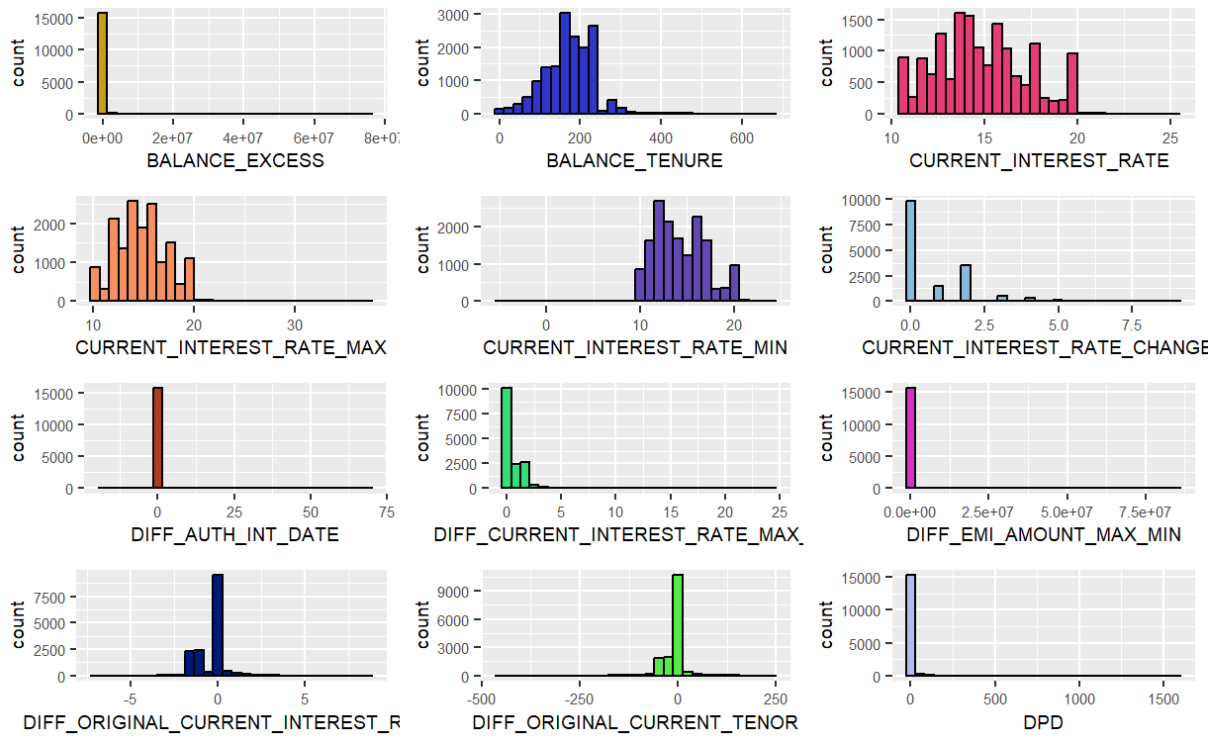 15000
10000
5000
0
count
0e+00 2e+07 4e+07 6e+07 8e+0
BALANCE_EXCESS
3000
2000
1000
0
count
0 200 400 600
BALANCE_TENURE
1500
1000
500
0
count
10 15 20 25
CURRENT_INTEREST_RATE
2000
1000
0
count
10 20 30
CURRENT_INTEREST_RATE_MAX
2000
1000
0
count
0 10 20
CURRENT_INTEREST_RATE_MIN
10000
7500
5000
2500
0
count
0.0 2.5 5.0 7.5
CURRENT_INTEREST_RATE_CHANGE
15000
10000
5000
0
count
0 25 50 75
DIFF_AUTH_INT_DATE
10000
7500
5000
2500
0
count
0 5 10 15 20 25
DIFF_CURRENT_INTEREST_RATE_MAX_
15000
10000
5000
0
count
0.0e+00 2.5e+07 5.0e+07 7.5e+07
DIFF_EMI_AMOUNT_MAX_MIN
7500
5000
2500
0
count
-5 0 5
DIFF_ORIGINAL_CURRENT_INTEREST_R
9000
6000
3000
0
count
-500 -250 0 250
DIFF_ORIGINAL_CURRENT_TENOR
15000
10000
5000
0
count
0 500 1000 1500
DPD